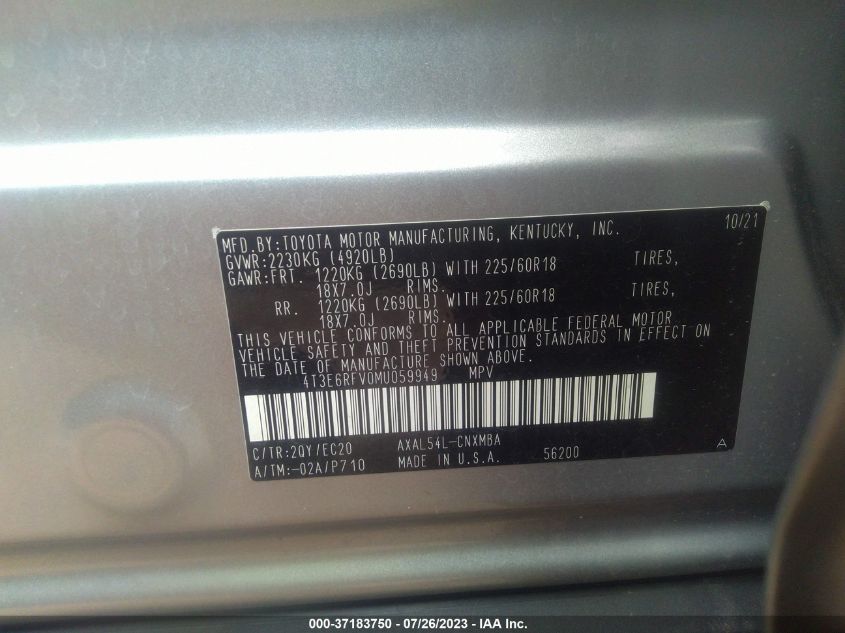 10/21
MFD.BY:TOYOTA MOTOR MANUFACTURING, KENTUCKY, INC.
GVWR:2230KG (4920LB)
GAWR:FRT. 1220KG (2690LB) WITH 225/60R18 TIRES,
18X7.0J RIMS.
RR. 1220KG (2690LB) WITH 225/60R18 TIRES,
18X7.0J RIMS.
THIS VEHICLE CONFORMS TO ALL APPLICABLE FEDERAL MOTOR
VEHICLE SAFETY AND THEFT PREVENTION STANDARDS IN EFFECT ON
THE DATE OF MANUFACTURE SHOWN ABOVE.
4T3E6RFV0MU059949 MPV
C/TR:2QY/EC20 AXAL54L-CNXMBA
A/TM:-02A/P710 MADE IN U.S.A. 56200 A
000-37183750 - 07/26/2023 - IAA Inc.